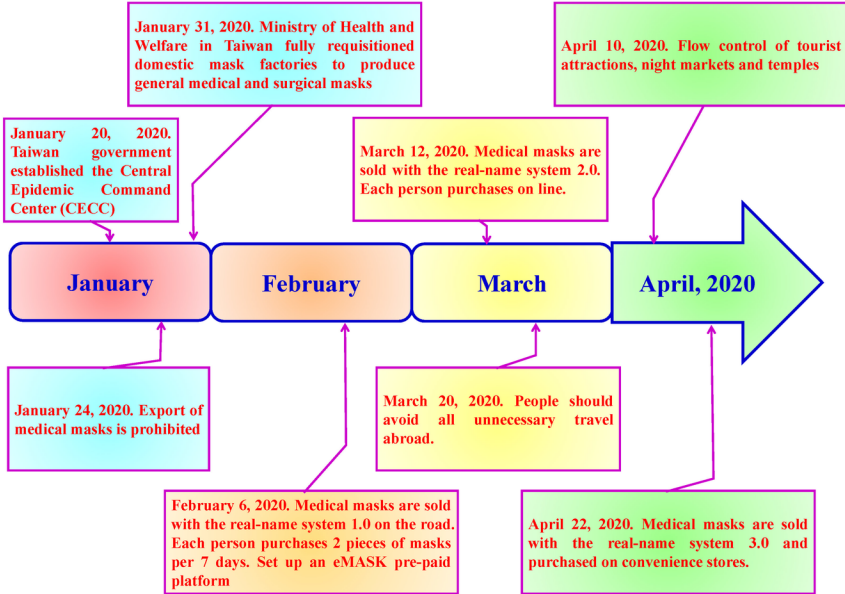 January 31, 2020. Ministry of Health and
Welfare in Taiwan fully requisitioned
domestic mask factories to produce
general medical and surgical masks
April 10, 2020. Flow control of tourist
attractions, night markets and temples
January 20, 2020.
Taiwan government
established the Central
Epidemic Command
Center (CECC)
March 12, 2020. Medical masks are
sold with the real-name system 2.0.
Each person purchases on line.
January
February
March
April, 2020
January 24, 2020. Export of
medical masks is prohibited
March 20, 2020. People should
avoid all unnecessary travel
abroad.
February 6, 2020. Medical masks are sold
with the real-name system 1.0 on the road.
Each person purchases 2 pieces of masks
per 7 days. Set up an eMASK pre-paid
platform
April 22, 2020. Medical masks are sold
with the real-name system 3.0 and
purchased on convenience stores.